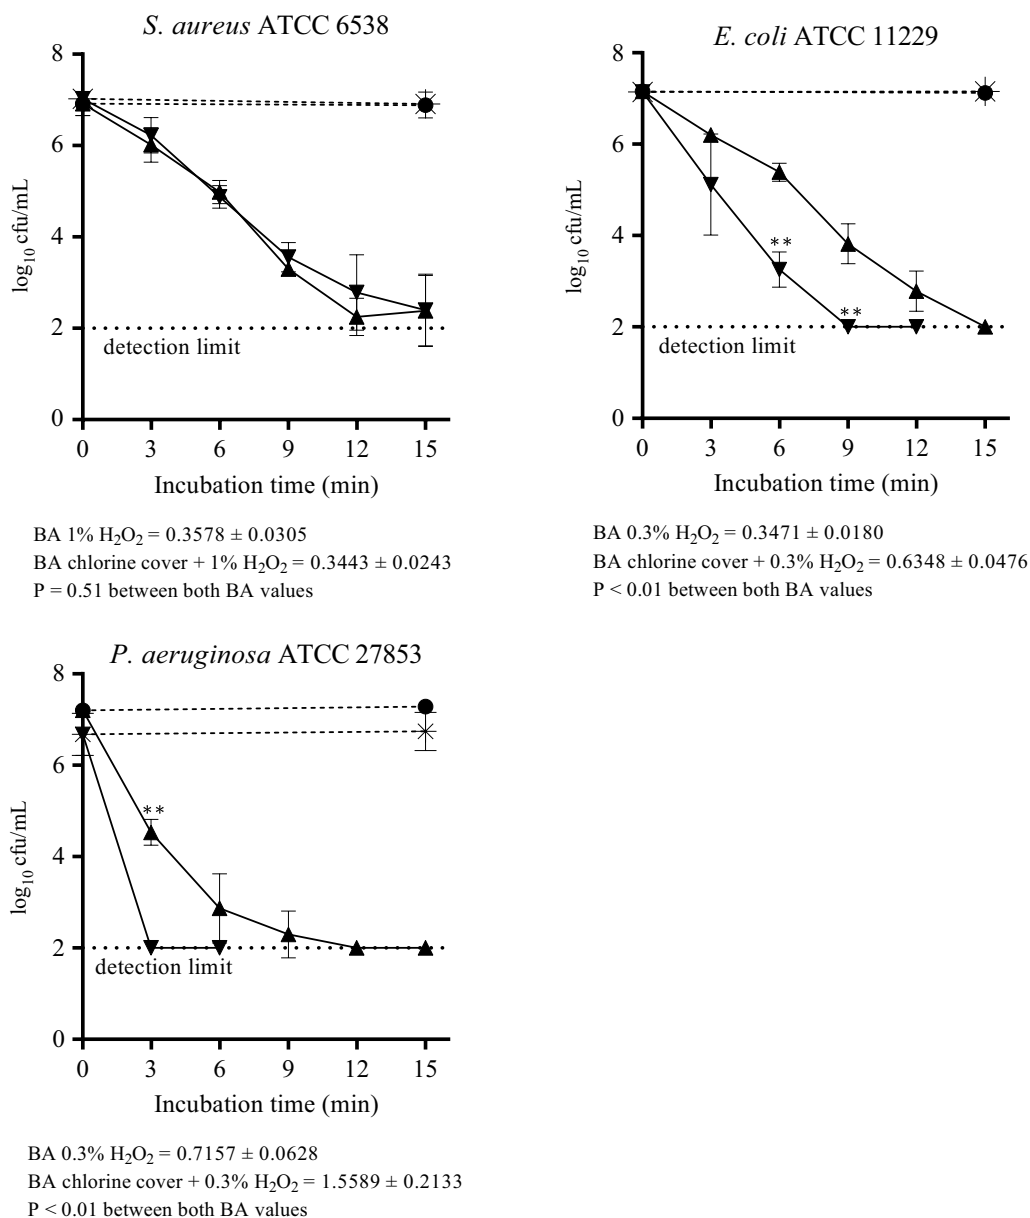 S. aureus ATCC 6538
8
6
4
2
0
log₁₀ cfu/mL
detection limit
0 3 6 9 12 15
Incubation time (min)
BA 1% H₂O₂ = 0.3578 ± 0.0305
BA chlorine cover + 1% H₂O₂ = 0.3443 ± 0.0243
P = 0.51 between both BA values
E. coli ATCC 11229
8
6
4
2
0
log₁₀ cfu/mL
**
**
detection limit
0 3 6 9 12 15
Incubation time (min)
BA 0.3% H₂O₂ = 0.3471 ± 0.0180
BA chlorine cover + 0.3% H₂O₂ = 0.6348 ± 0.0476
P < 0.01 between both BA values
P. aeruginosa ATCC 27853
8
6
4
2
0
log₁₀ cfu/mL
**
detection limit
0 3 6 9 12 15
Incubation time (min)
BA 0.3% H₂O₂ = 0.7157 ± 0.0628
BA chlorine cover + 0.3% H₂O₂ = 1.5589 ± 0.2133
P < 0.01 between both BA values